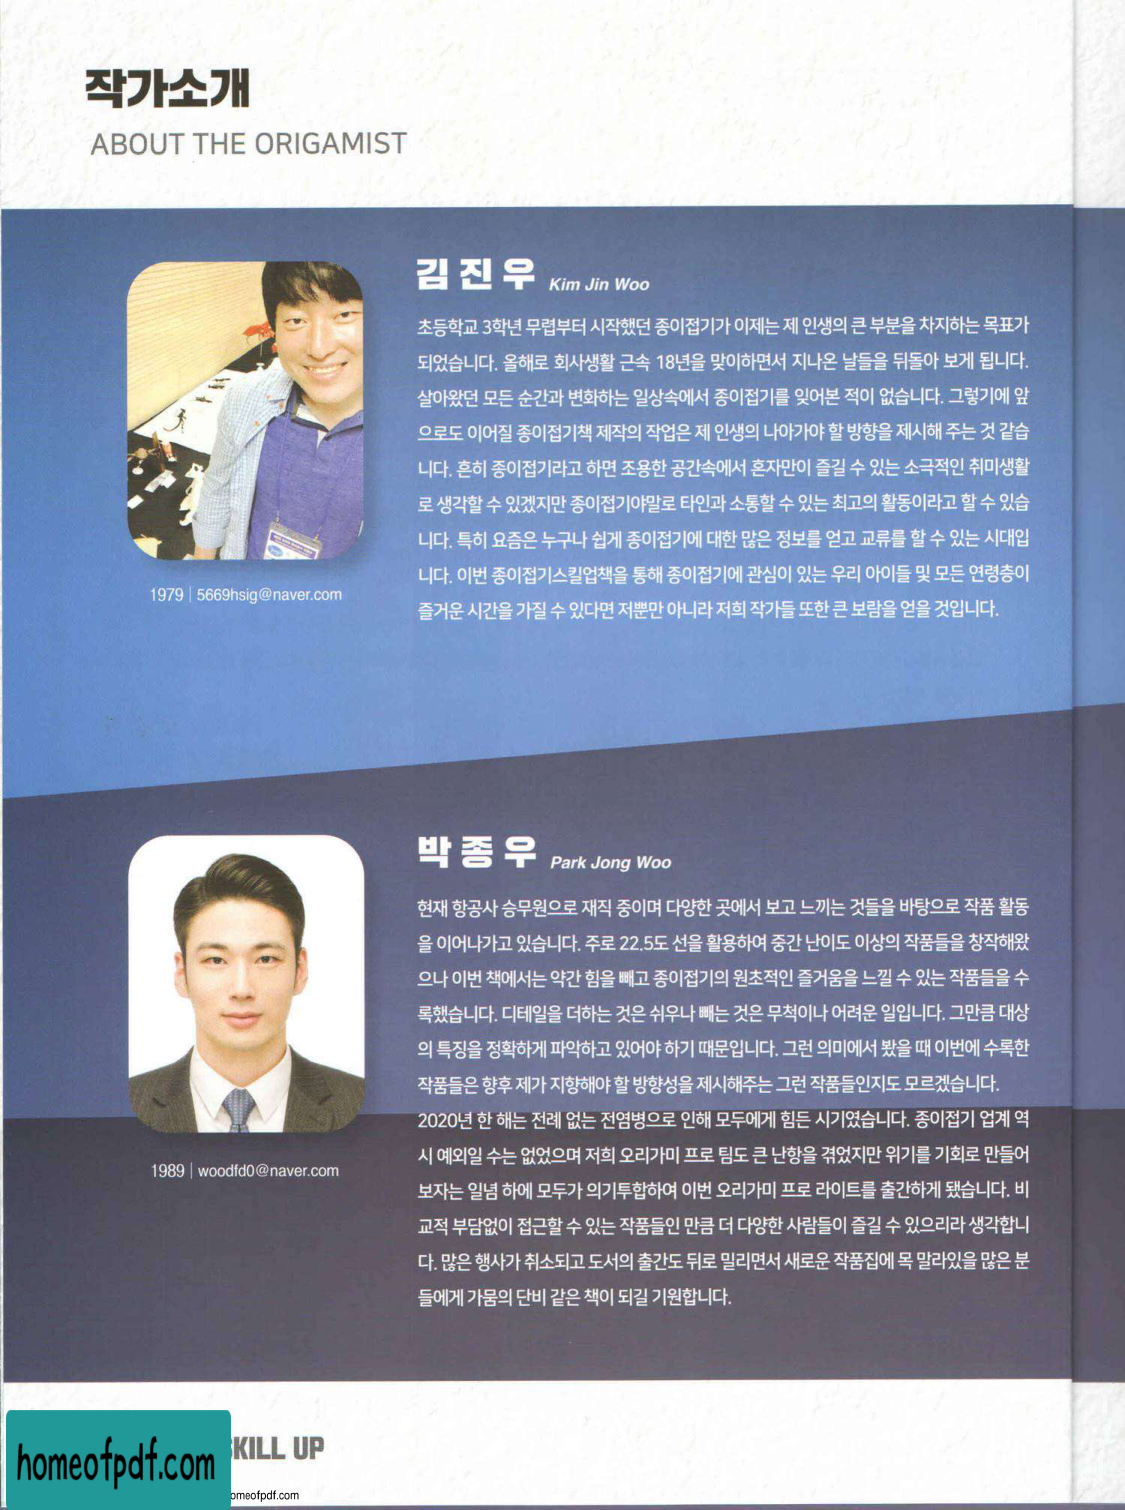 작가소개
ABOUT THE ORIGAMIST
김진우 Kim Jin Woo
초등학교 3학년 무렵부터 시작했던 종이접기가 이제는 제 인생의 큰 부분을 차지하는 목표가
되었습니다. 올해로 회사생활 근속 18년을 맞이하면서 지나온 날들을 뒤돌아 보게 됩니다.
살아왔던 모든 순간과 변화하는 일상속에서 종이접기를 잊어본 적이 없습니다. 그렇기에 앞
으로도 이어질 종이접기책 제작의 작업은 제 인생의 나아가야 할 방향을 제시해 주는 것 같습
니다. 흔히 종이접기라고 하면 조용한 공간속에서 혼자만이 즐길 수 있는 소극적인 취미생활
로 생각할 수 있겠지만 종이접기야말로 타인과 소통할 수 있는 최고의 활동이라고 할 수 있습
니다. 특히 요즘은 누구나 쉽게 종이접기에 대한 많은 정보를 얻고 교류를 할 수 있는 시대입
니다. 이번 종이접기스킬업책을 통해 종이접기에 관심이 있는 우리 아이들 및 모든 연령층이
즐거운 시간을 가질 수 있다면 저뿐만 아니라 저희 작가들 또한 큰 보람을 얻을 것입니다.
1979 | 5669hsig@naver.com
박종우 Park Jong Woo
현재 항공사 승무원으로 재직 중이며 다양한 곳에서 보고 느끼는 것들을 바탕으로 작품 활동
을 이어나가고 있습니다. 주로 22.5도 선을 활용하여 중간 난이도 이상의 작품들을 창작해왔
으나 이번 책에서는 약간 힘을 빼고 종이접기의 원초적인 즐거움을 느낄 수 있는 작품들을 수
록했습니다. 디테일을 더하는 것은 쉬우나 빼는 것은 무척이나 어려운 일입니다. 그만큼 대상
의 특징을 정확하게 파악하고 있어야 하기 때문입니다. 그런 의미에서 봤을 때 이번에 수록한
작품들은 향후 제가 지향해야 할 방향성을 제시해주는 그런 작품들인지도 모르겠습니다.
2020년 한 해는 전례 없는 전염병으로 인해 모두에게 힘든 시기였습니다. 종이접기 업계 역
시 예외일 수는 없었으며 저희 오리가미 프로 팀도 큰 난항을 겪었지만 위기를 기회로 만들어
보자는 일념 하에 모두가 의기투합하여 이번 오리가미 프로 라이트를 출간하게 됐습니다. 비
교적 부담없이 접근할 수 있는 작품들인 만큼 더 다양한 사람들이 즐길 수 있으리라 생각합니
다. 많은 행사가 취소되고 도서의 출간도 뒤로 밀리면서 새로운 작품집에 목 말라있을 많은 분
들에게 가뭄의 단비 같은 책이 되길 기원합니다.
1989 | woodfd0@naver.com
SKILL UP
homeofpdf.com
omeofpdf.com